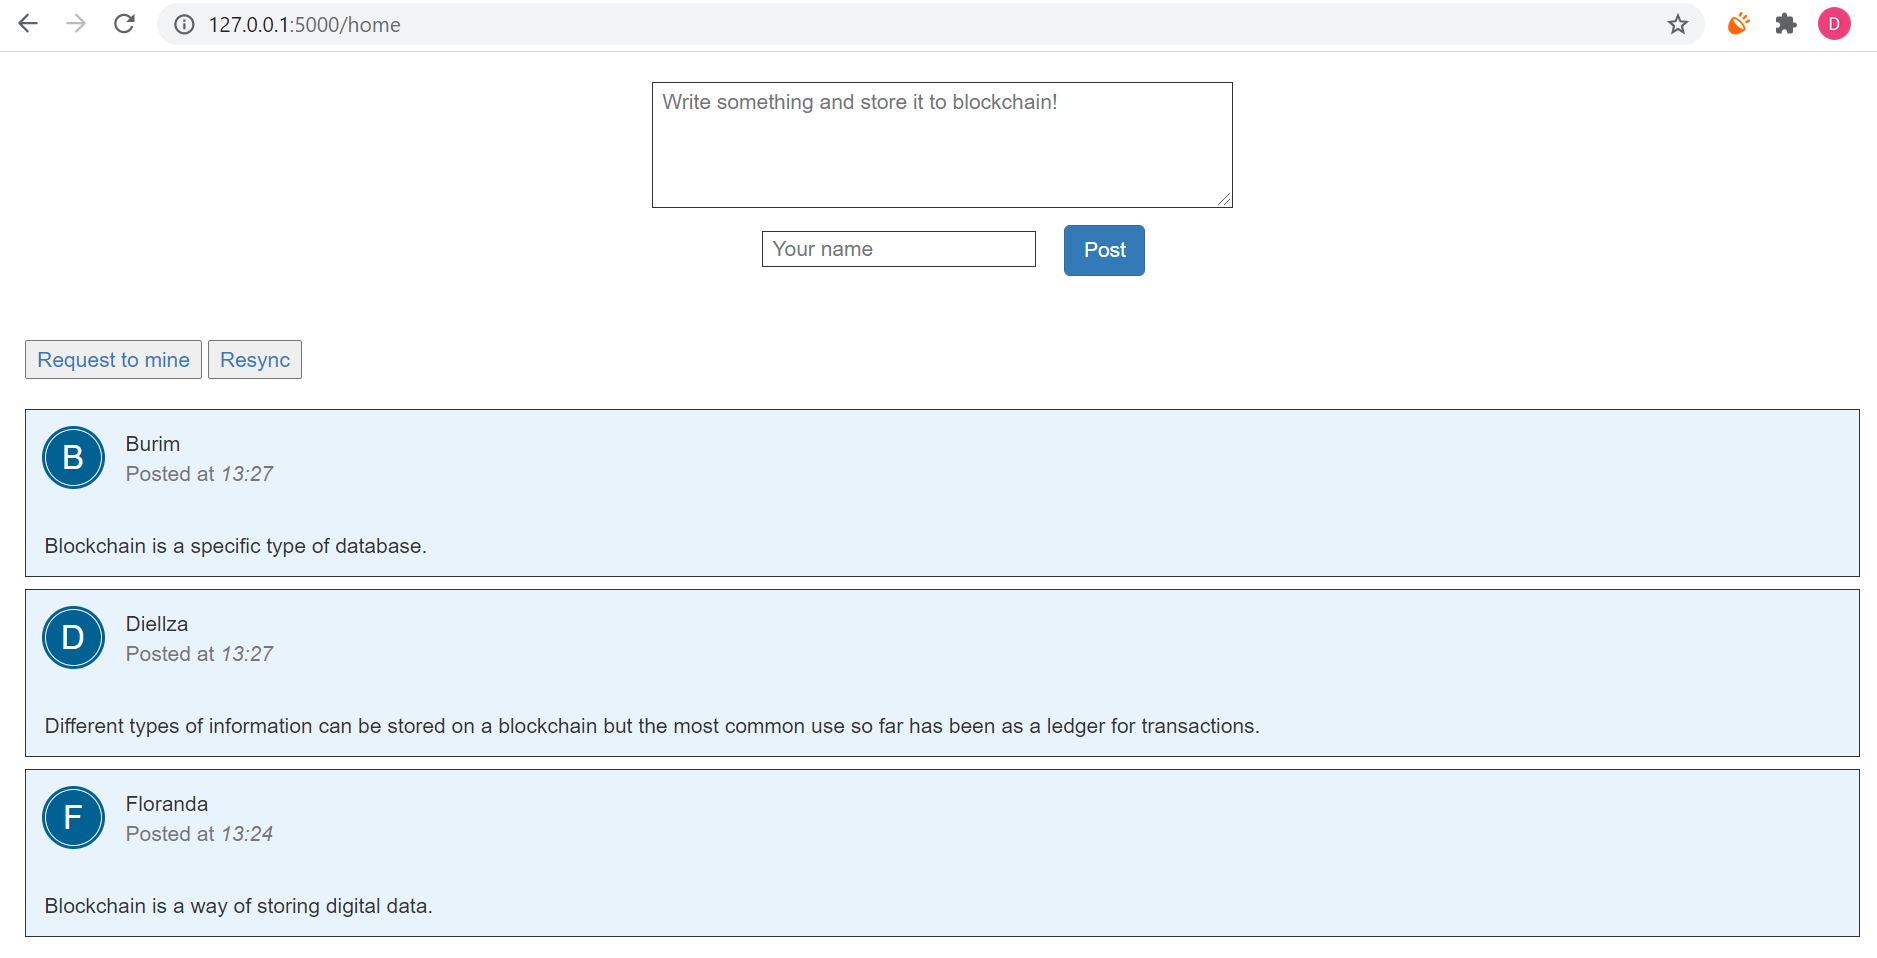 127.0.0.1:5000/home
D
Write something and store it to blockchain!
Your name
Post
Request to mine
Resync
B
Burim
Posted at 13:27
Blockchain is a specific type of database.
D
Diellza
Posted at 13:27
Different types of information can be stored on a blockchain but the most common use so far has been as a ledger for transactions.
F
Floranda
Posted at 13:24
Blockchain is a way of storing digital data.